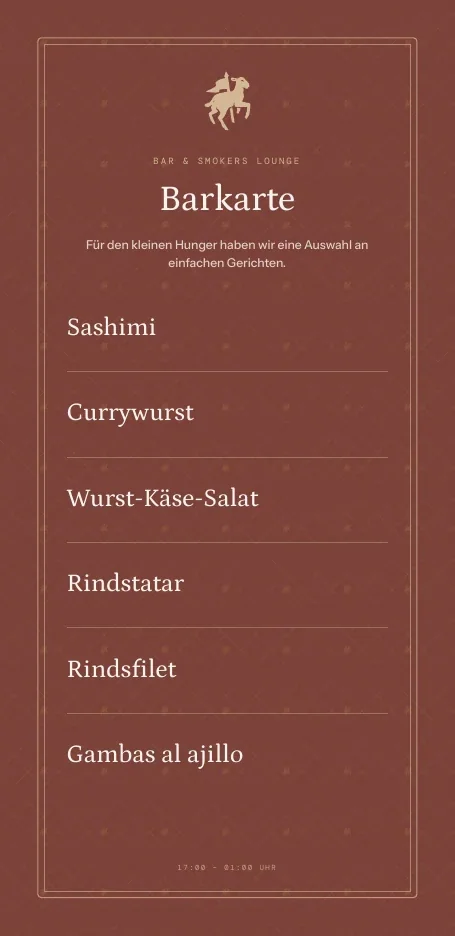 BAR & SMOKERS LOUNGE
Barkarte
Für den kleinen Hunger haben wir eine Auswahl an
einfachen Gerichten.
Sashimi
Currywurst
Wurst-Käse-Salat
Rindstatar
Rindsfilet
Gambas al ajillo
17:00 – 01:00 UHR